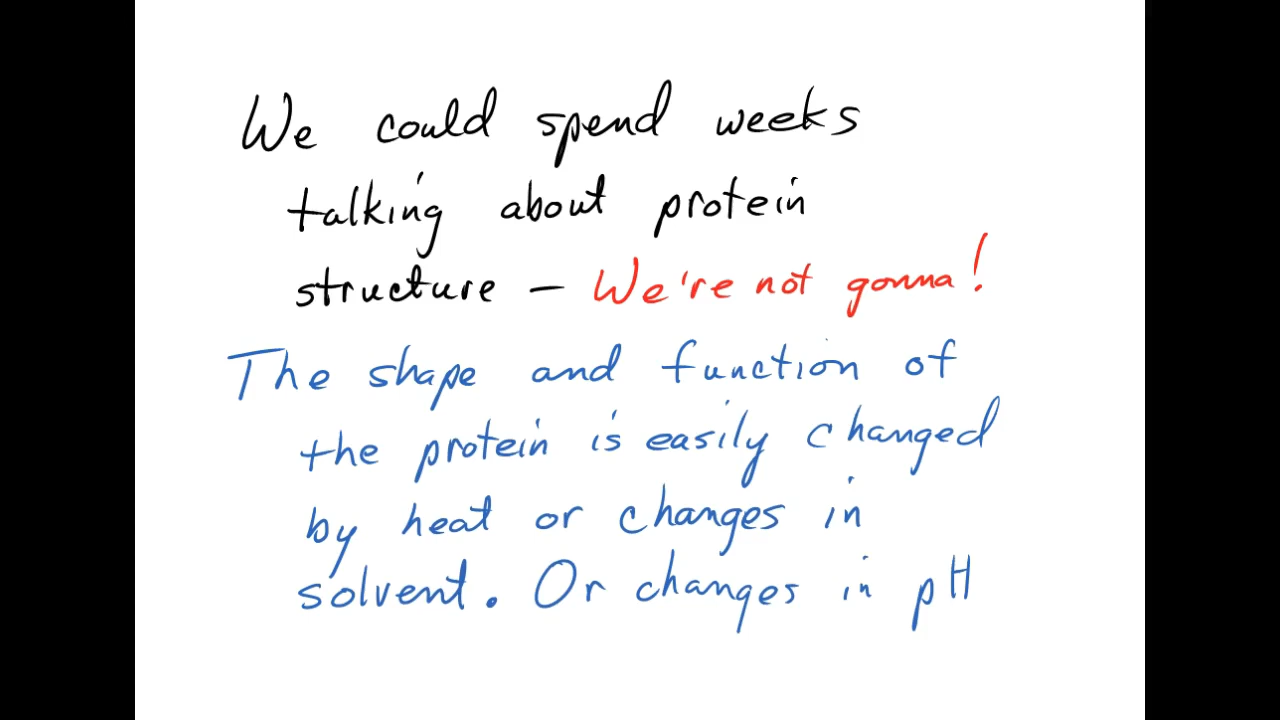 We could spend weeks
talking about protein
structure – We're not gonna!
The shape and function of
the protein is easily changed
by heat or changes in
solvent. Or changes in pH